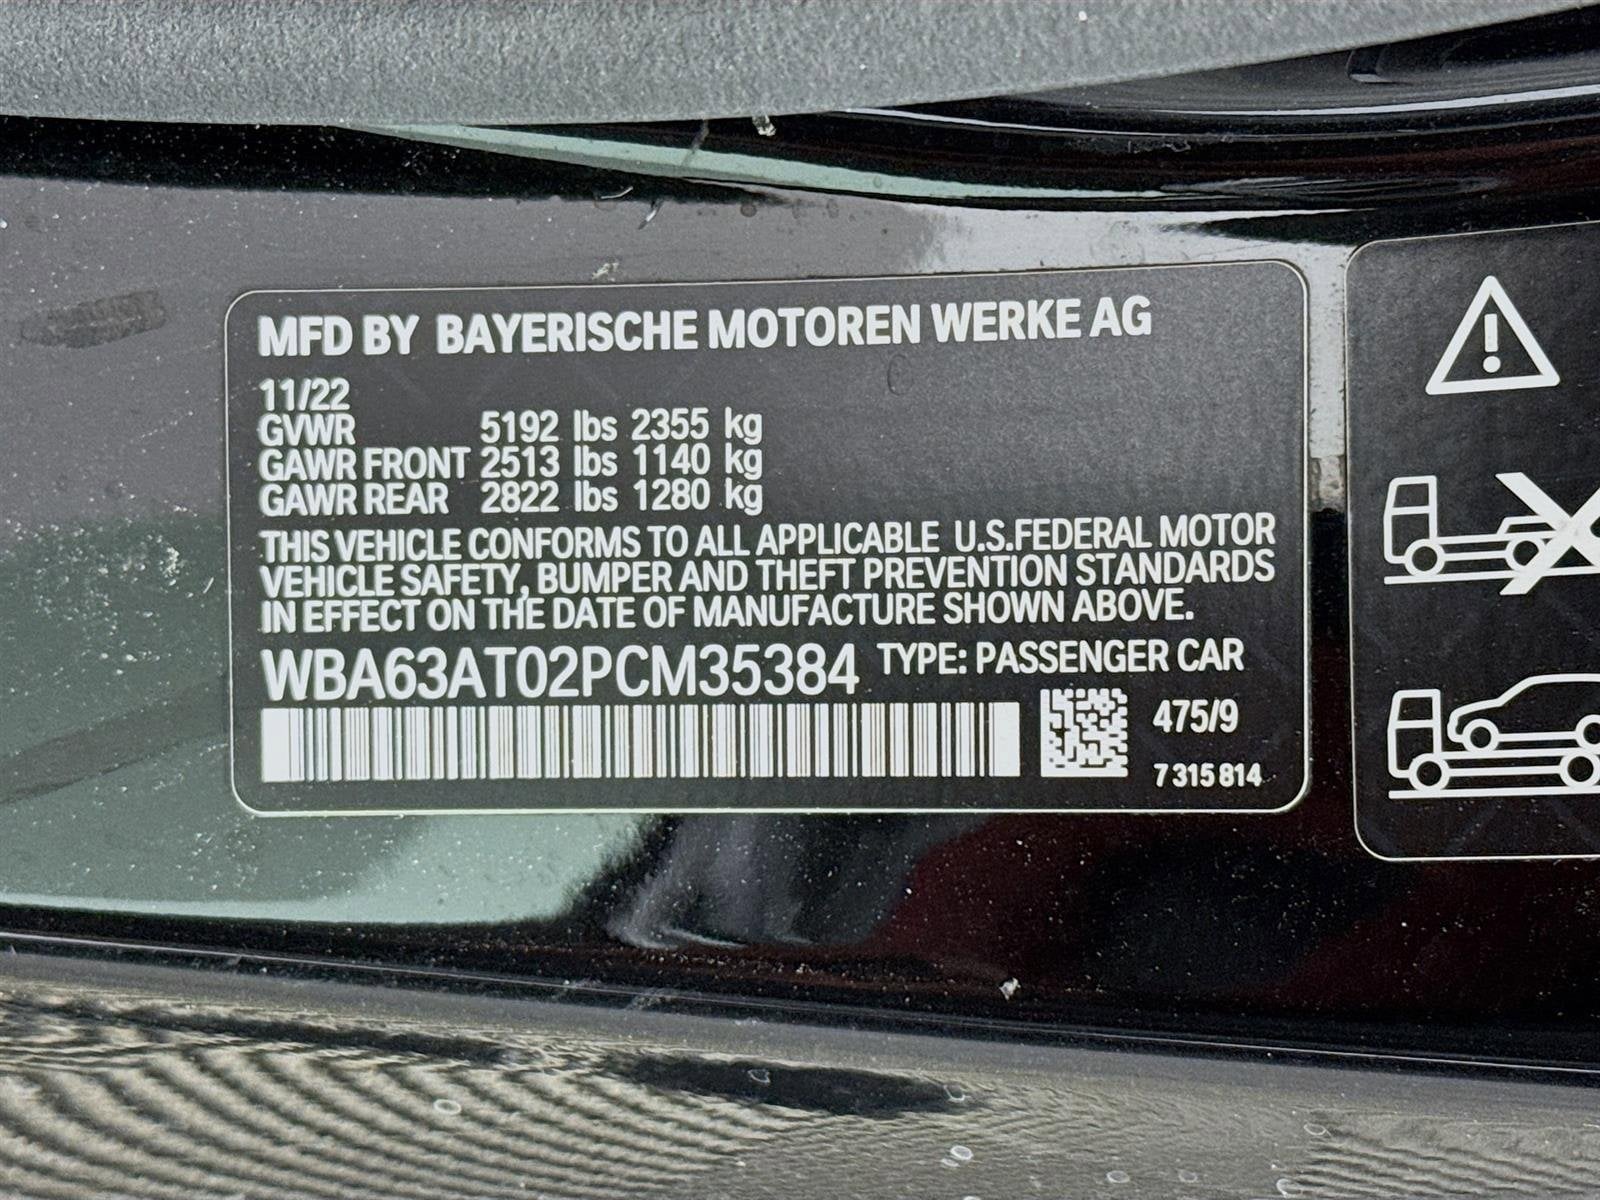 MFD BY BAYERISCHE MOTOREN WERKE AG
11/22
GVWR 5192 lbs 2355 kg
GAWR FRONT 2513 lbs 1140 kg
GAWR REAR 2822 lbs 1280 kg
THIS VEHICLE CONFORMS TO ALL APPLICABLE U.S.FEDERAL MOTOR
VEHICLE SAFETY, BUMPER AND THEFT PREVENTION STANDARDS
IN EFFECT ON THE DATE OF MANUFACTURE SHOWN ABOVE.
WBA63AT02PCM35384 TYPE: PASSENGER CAR
475/9
7 315 814